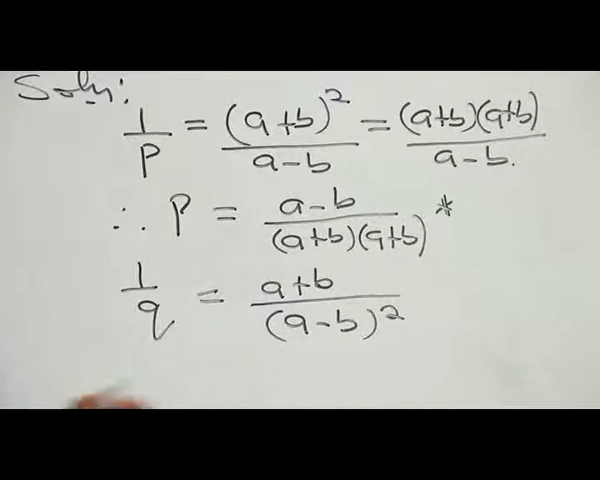 Soln:
1/P = (a+b)²/a-b = (a+b)(a+b)/a-b.
∴ P = a-b/(a+b)(a+b) *
1/q = a+b/(a-b)²